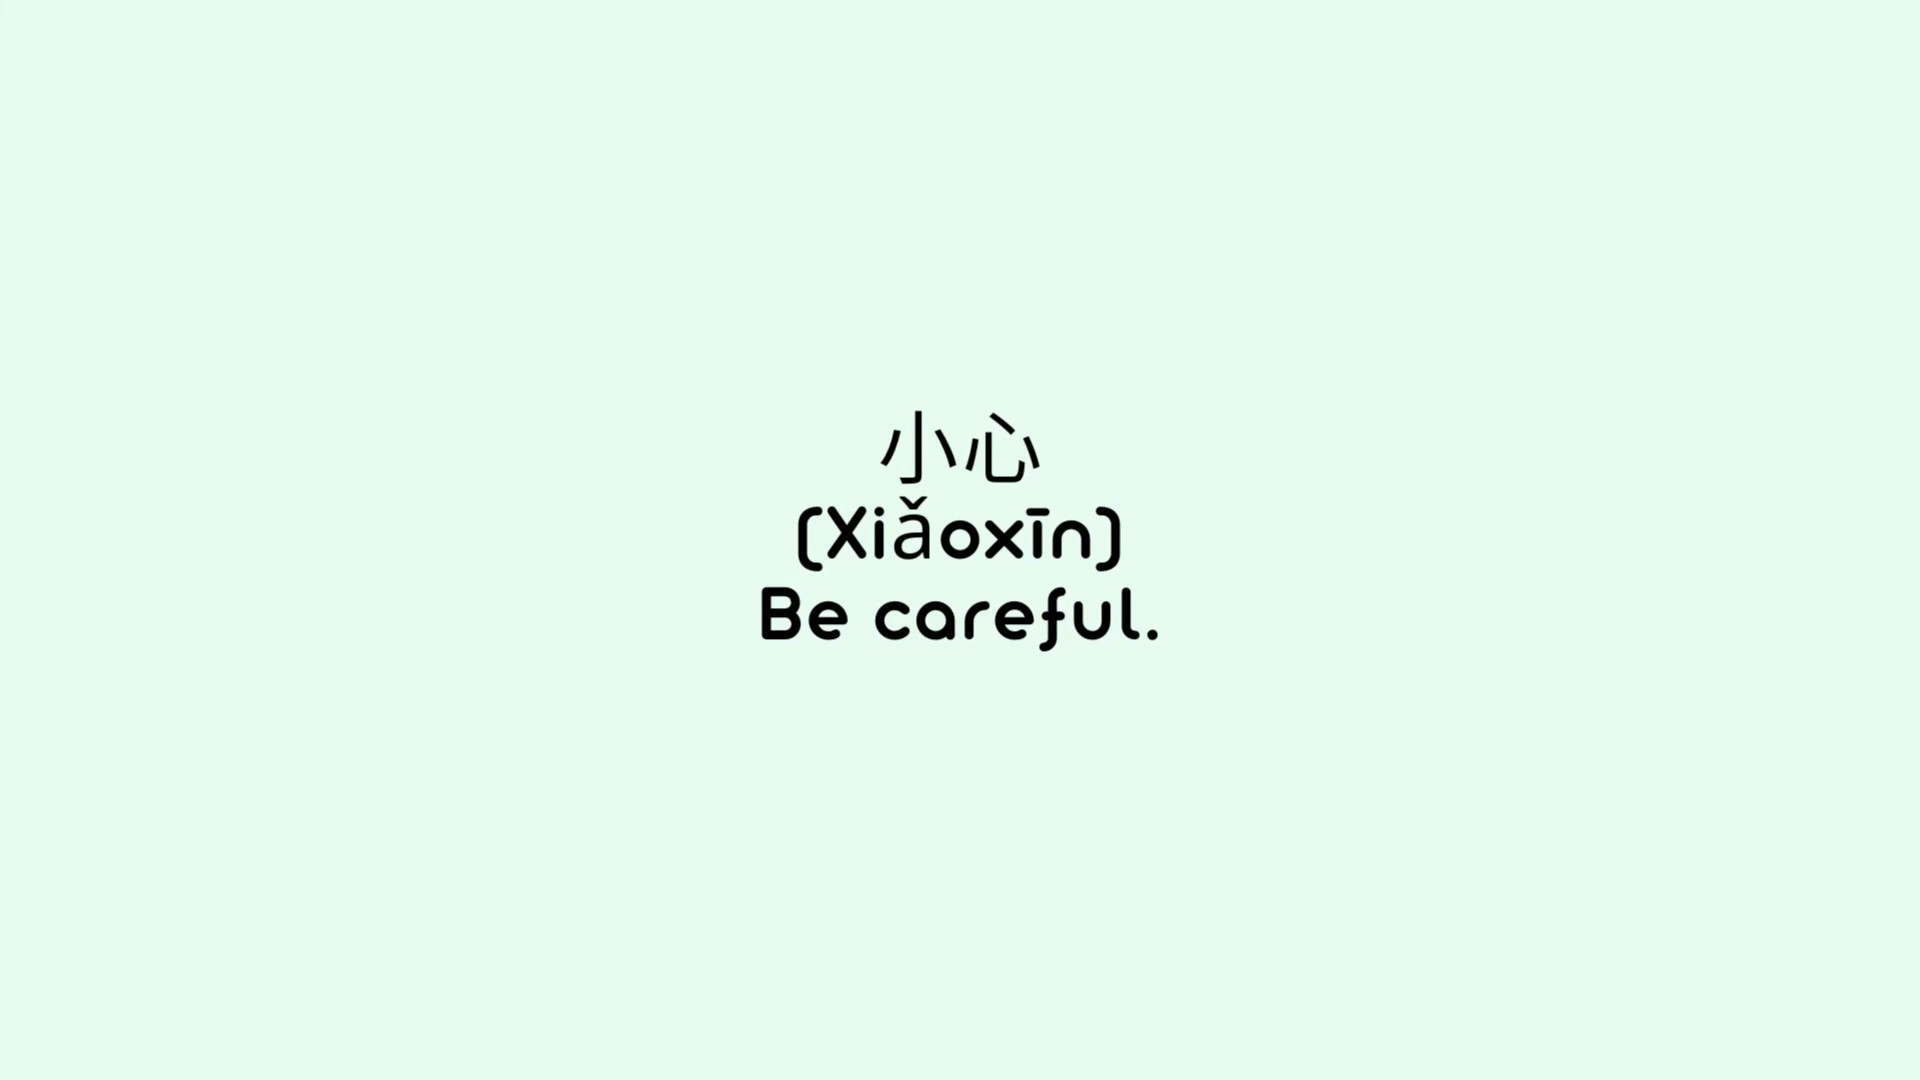 小心
(Xiǎoxīn)
Be careful.